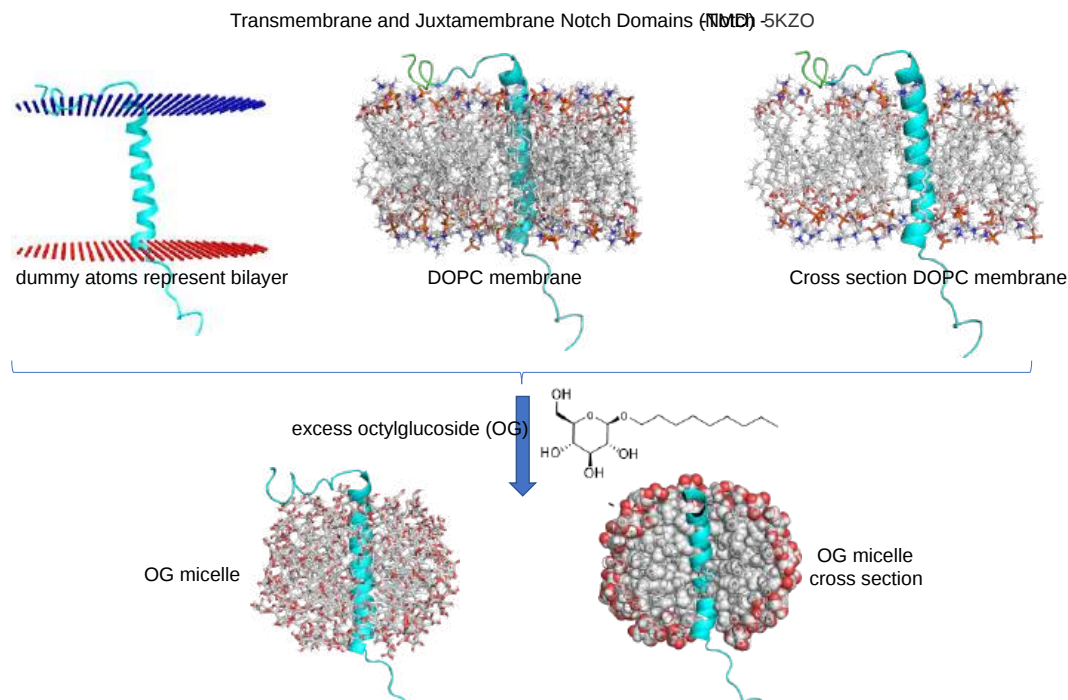 Transmembrane and Juxtamembrane Notch Domains - 5KZO
dummy atoms represent bilayer
DOPC membrane
Cross section DOPC membrane
excess octylglucoside (OG)
OH
O
O
HO
OH
OH
OG micelle
OG micelle
cross section